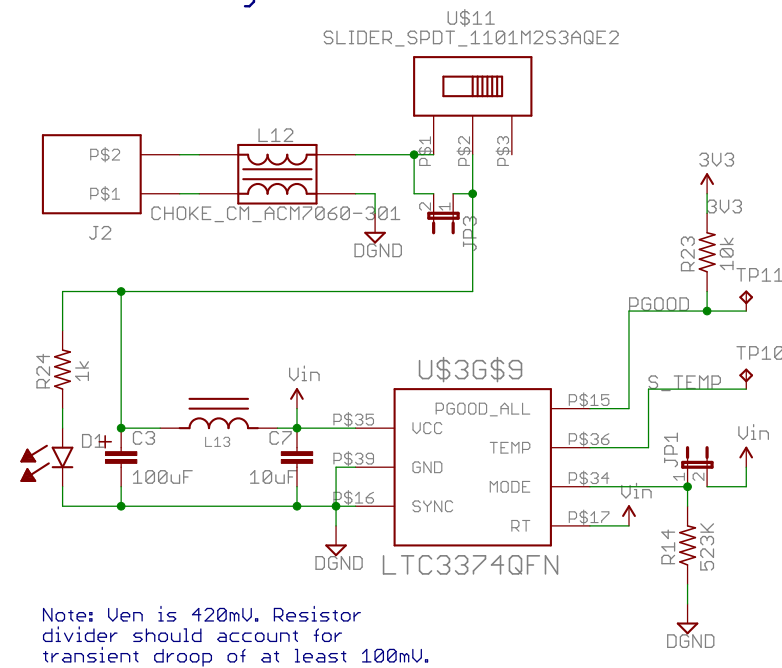 U$11
SLIDER_SPDT_1101M2S3AQE2
P$1
P$2
P$3
L12
P$2
P$1
J2
CHOKE_CM_ACM7060-301
DGND
2
1
JP3
3V3
3V3
R23
10k
TP11
PGOOD
TP10
S_TEMP
R24
1k
Vin
U$3G$9
PGOOD_ALL
P$15
D1
+
C3
L13
C7
P$35
VCC
TEMP
P$36
100uF
10uF
P$39
GND
MODE
P$34
JP1
1
2
Vin
P$16
SYNC
RT
P$17
Vin
R14
523K
DGND
LTC3374QFN
DGND
Note: Ven is 420mV. Resistor
divider should account for
transient droop of at least 100mV.